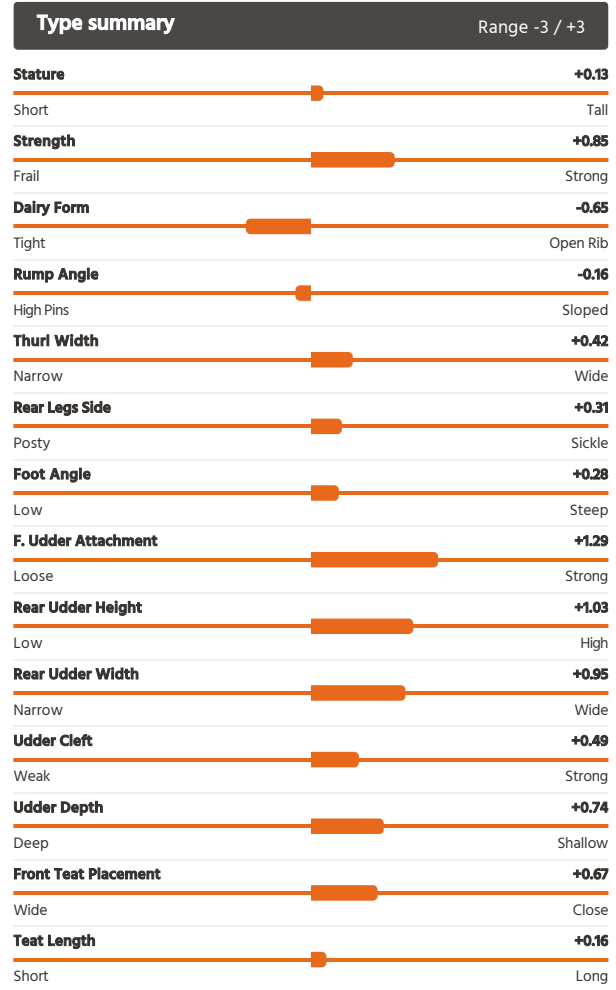 Type summary Range -3 / +3
Stature +0.13
Short Tall
Strength +0.85
Frail Strong
Dairy Form -0.65
Tight Open Rib
Rump Angle -0.16
High Pins Sloped
Thurl Width +0.42
Narrow Wide
Rear Legs Side +0.31
Posty Sickle
Foot Angle +0.28
Low Steep
F. Udder Attachment +1.29
Loose Strong
Rear Udder Height +1.03
Low High
Rear Udder Width +0.95
Narrow Wide
Udder Cleft +0.49
Weak Strong
Udder Depth +0.74
Deep Shallow
Front Teat Placement +0.67
Wide Close
Teat Length +0.16
Short Long